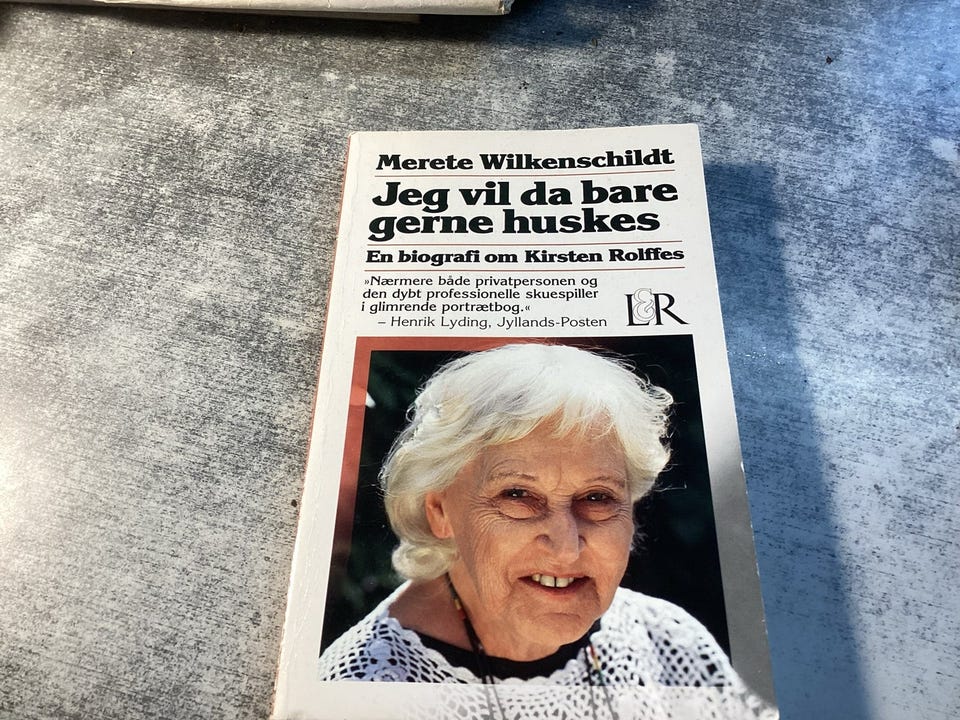 Merete Wilkenschildt
Jeg vil da bare
gerne huskes
En biografi om Kirsten Rolffes
»Nærmere både privatpersonen og
den dybt professionelle skuespiller
i glimrende portrætbog.«
– Henrik Lyding, Jyllands-Posten
L&R